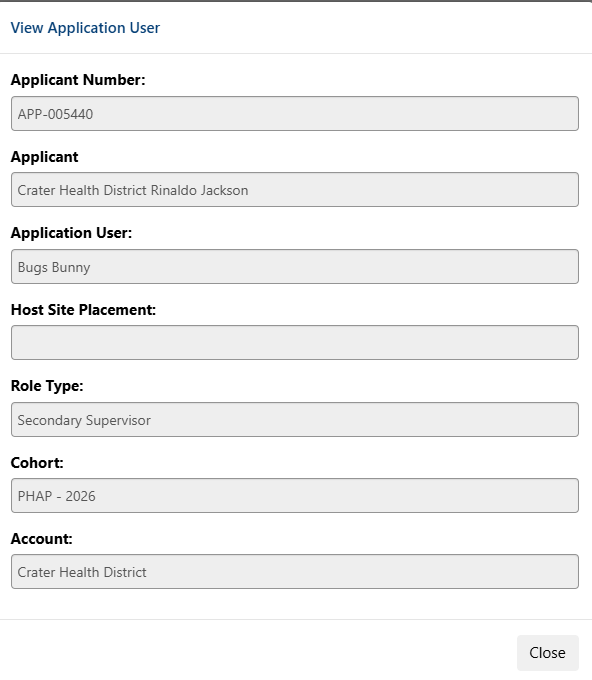 View Application User
Applicant Number:
APP-005440
Applicant
Crater Health District Rinaldo Jackson
Application User:
Bugs Bunny
Host Site Placement:
Role Type:
Secondary Supervisor
Cohort:
PHAP - 2026
Account:
Crater Health District
Close